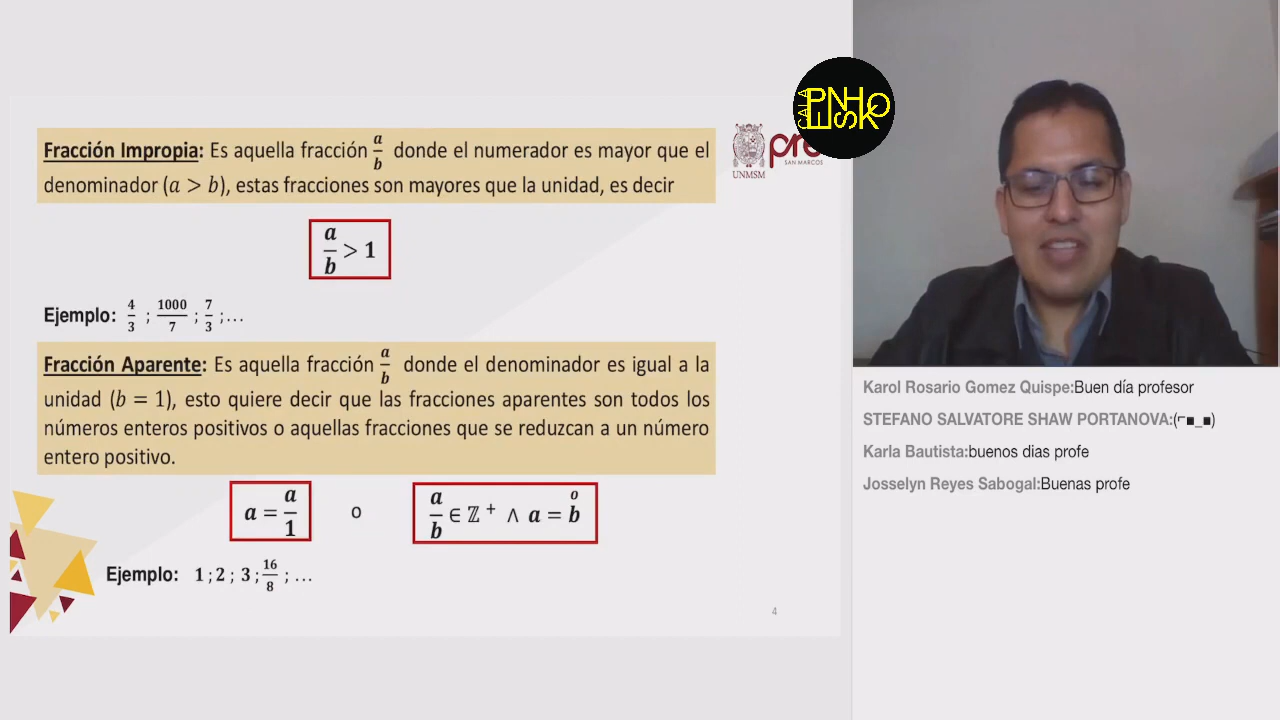 Fracción Impropia: Es aquella fracción a/b donde el numerador es mayor que el
denominador (a > b), estas fracciones son mayores que la unidad, es decir
a/b > 1
Ejemplo: 4/3 ; 1000/7 ; 7/3 ;...
Fracción Aparente: Es aquella fracción a/b donde el denominador es igual a la
unidad (b = 1), esto quiere decir que las fracciones aparentes son todos los
números enteros positivos o aquellas fracciones que se reduzcan a un número
entero positivo.
a = a/1 o a/b ∈ ℤ⁺ ∧ a = b̊
Ejemplo: 1 ; 2 ; 3 ; 16/8 ; ...
4
UNMSM
SAN MARCOS
Karol Rosario Gomez Quispe:Buen día profesor
STEFANO SALVATORE SHAW PORTANOVA:(⌐■_■)
Karla Bautista:buenos dias profe
Josselyn Reyes Sabogal:Buenas profe